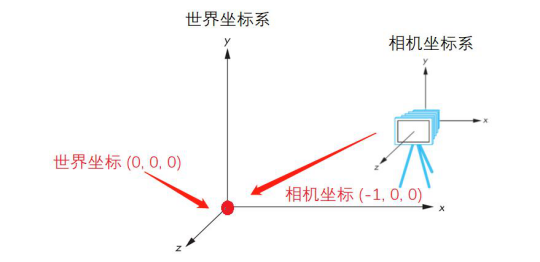 世界坐标系
相机坐标系
y
y
x
z
世界坐标 (0, 0, 0)
相机坐标 (-1, 0, 0)
x
z